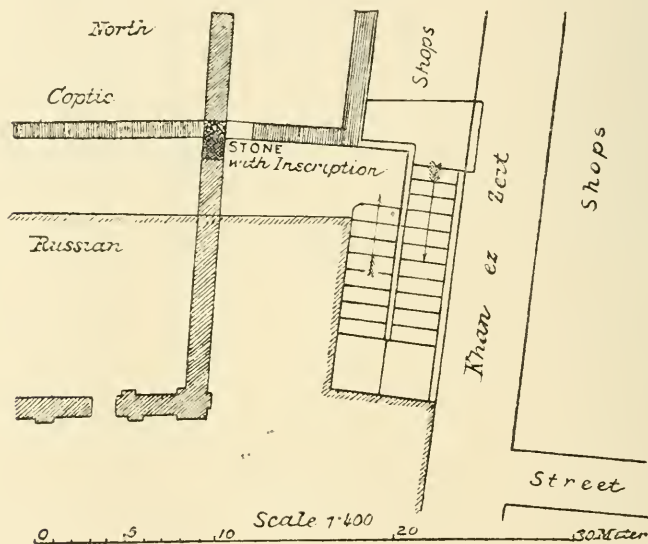 North
Shops
Coptic
STONE
with Inscription
Shops
Khan ez Zeit
Russian
Street
Scale 1:400
0 5 10 20 30 Meter